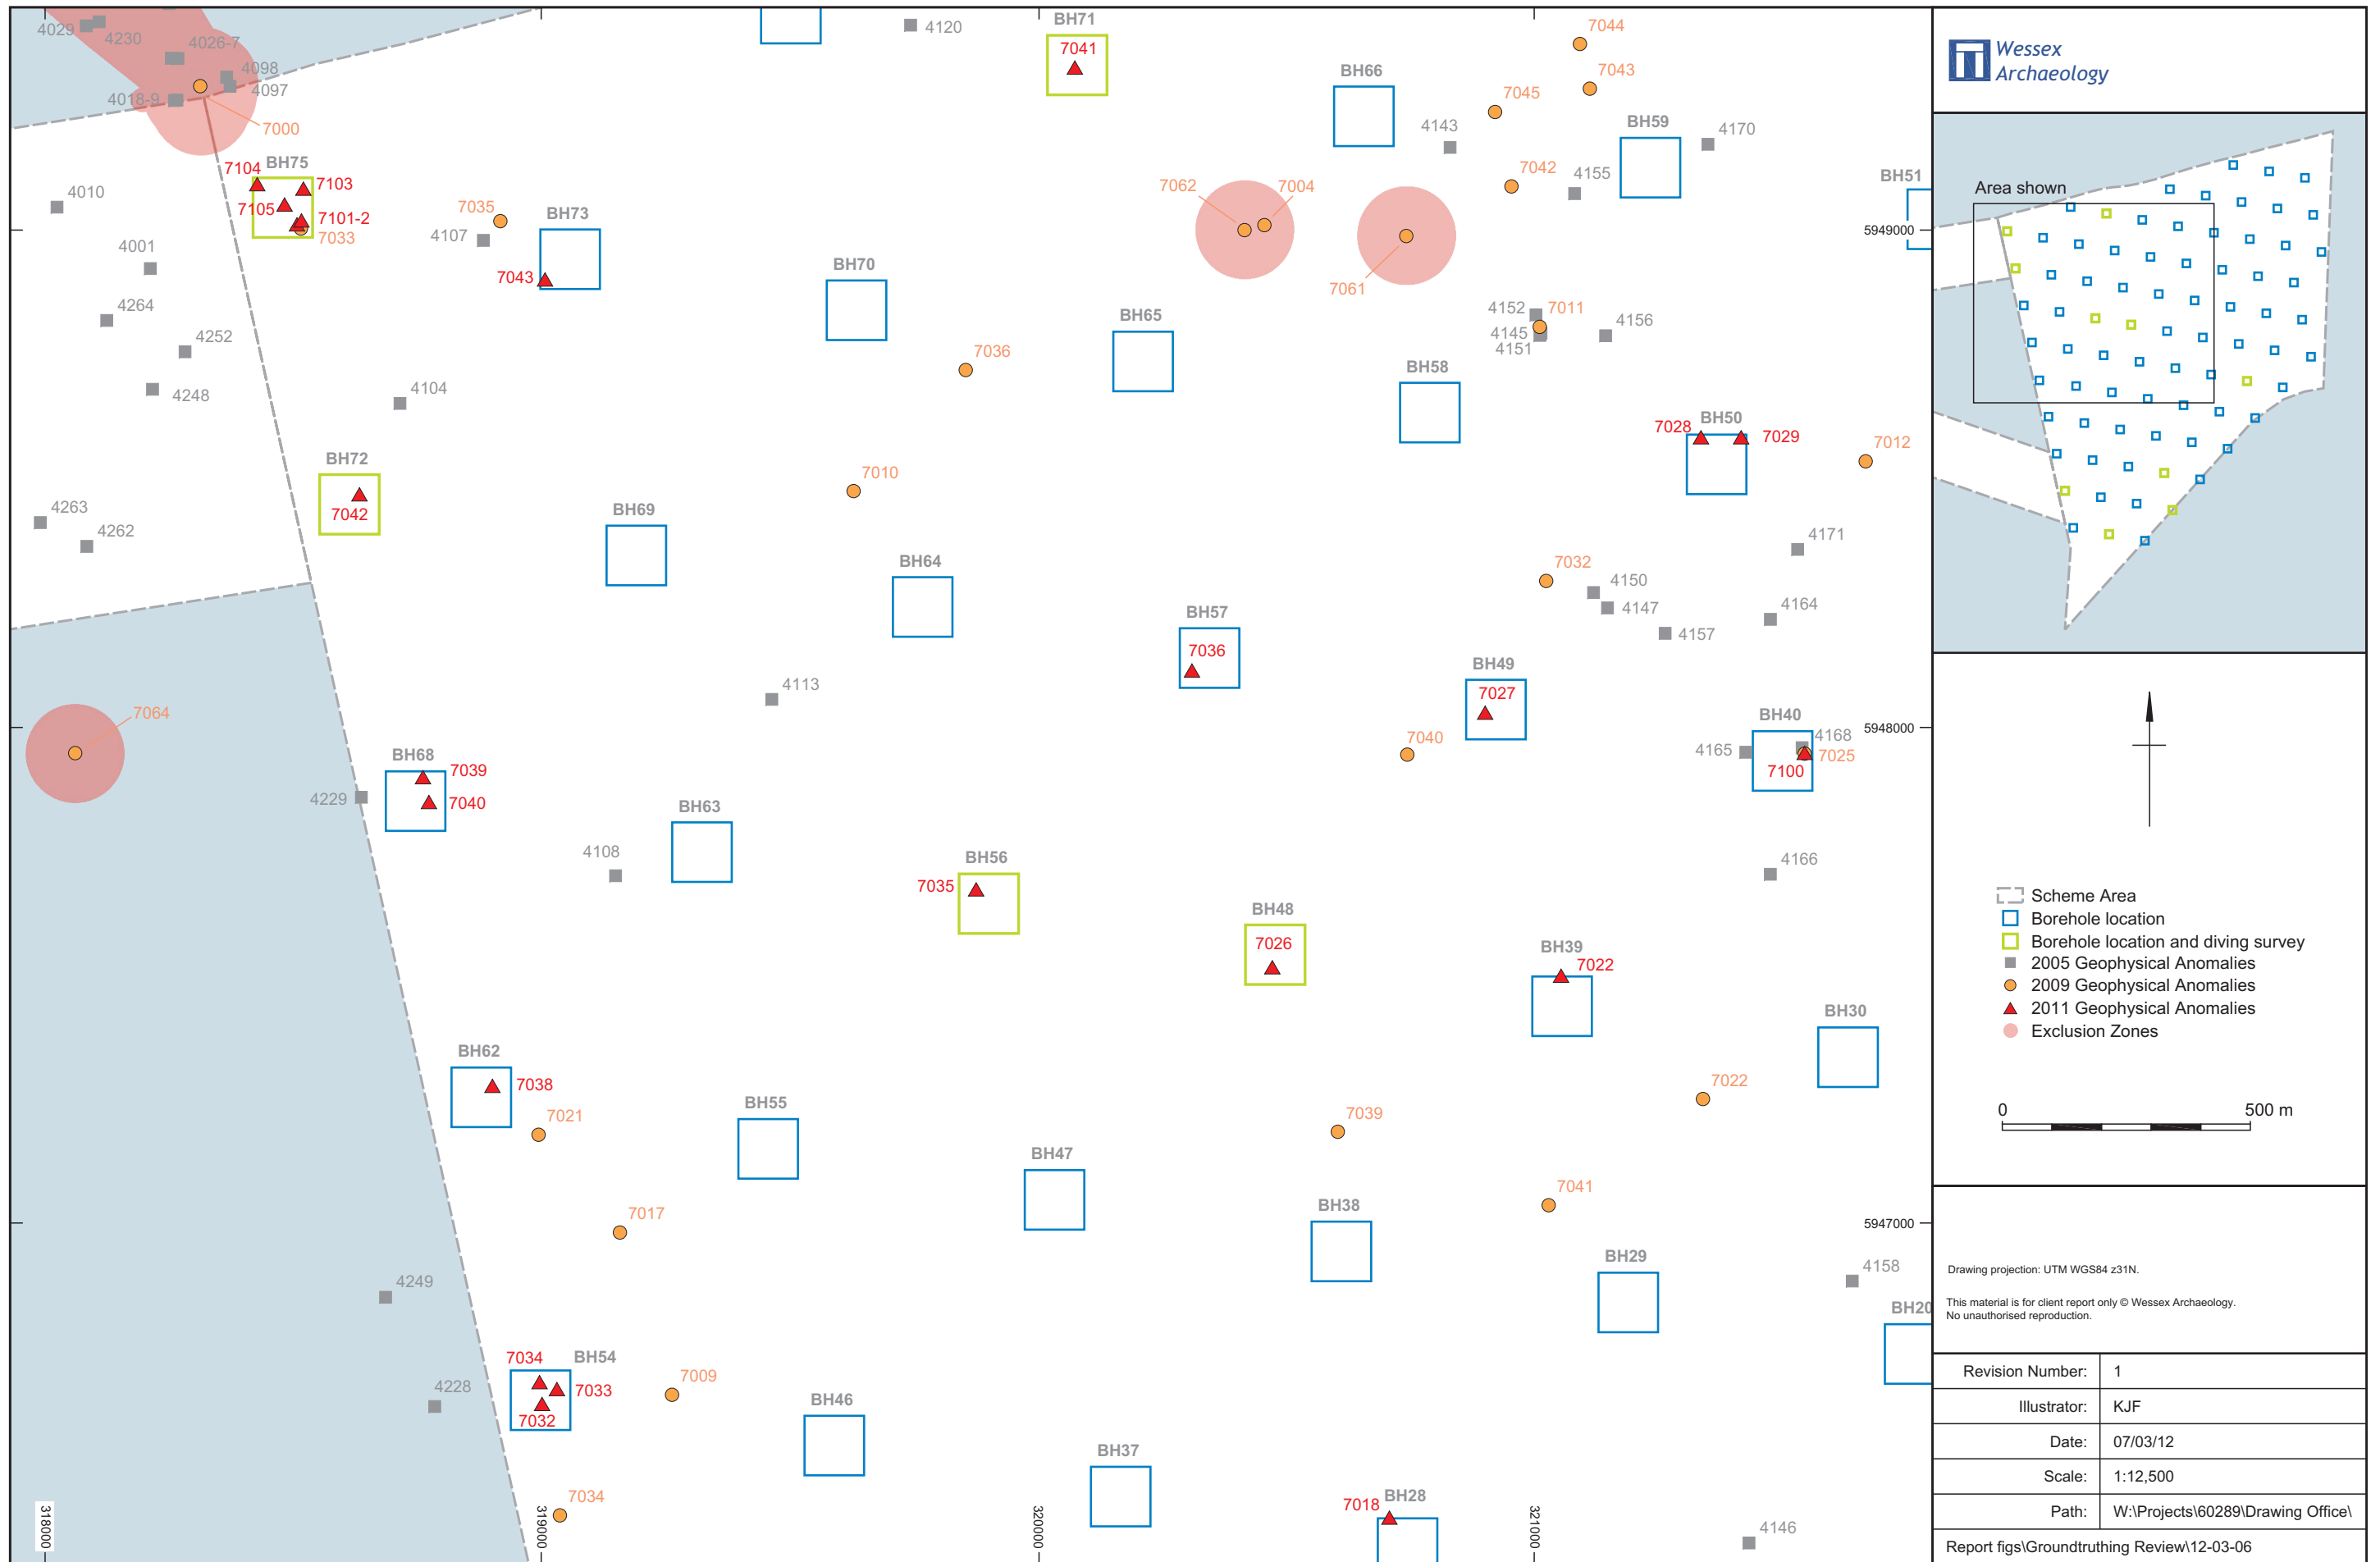 4029
4230
4026-7
4098
4097
4018-9
7000
4120
BH71
7041
BH66
7044
7043
7045
4143
BH59
4170
BH75
7104
7103
7105
7101-2
7033
4010
4001
4264
4252
4248
7035
4107
BH73
7043
7062
7004
7061
7042
4155
BH51
5949000
BH70
BH65
7036
4104
4152
7011
4145
4151
4156
BH58
BH50
7028
7029
7012
BH72
7042
4263
4262
7010
BH69
BH64
4171
7032
4150
4147
4164
4157
BH57
7036
4113
BH49
7027
7064
7040
BH40
4165
4168
7025
7100
5948000
BH68
7039
7040
4229
BH63
4108
4166
BH56
7035
BH48
7026
BH39
7022
BH30
BH62
7038
7021
BH55
7039
7022
BH47
7041
7017
BH38
5947000
BH29
4249
4158
BH20
7034
BH54
7033
7032
4228
7009
BH46
BH37
7018
BH28
7034
4146
318000
319000
320000
321000
Wessex
Archaeology
Area shown
Scheme Area
Borehole location
Borehole location and diving survey
2005 Geophysical Anomalies
2009 Geophysical Anomalies
2011 Geophysical Anomalies
Exclusion Zones
0 500 m
Drawing projection: UTM WGS84 z31N.
This material is for client report only © Wessex Archaeology.
No unauthorised reproduction.
Revision Number: 1
Illustrator: KJF
Date: 07/03/12
Scale: 1:12,500
Path: W:\Projects\60289\Drawing Office\
Report figs\Groundtruthing Review\12-03-06